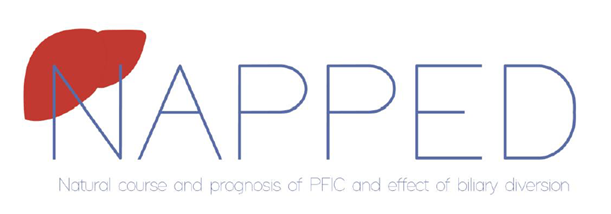 NAPPED
Natural course and prognosis of PFIC and effect of biliary diversion